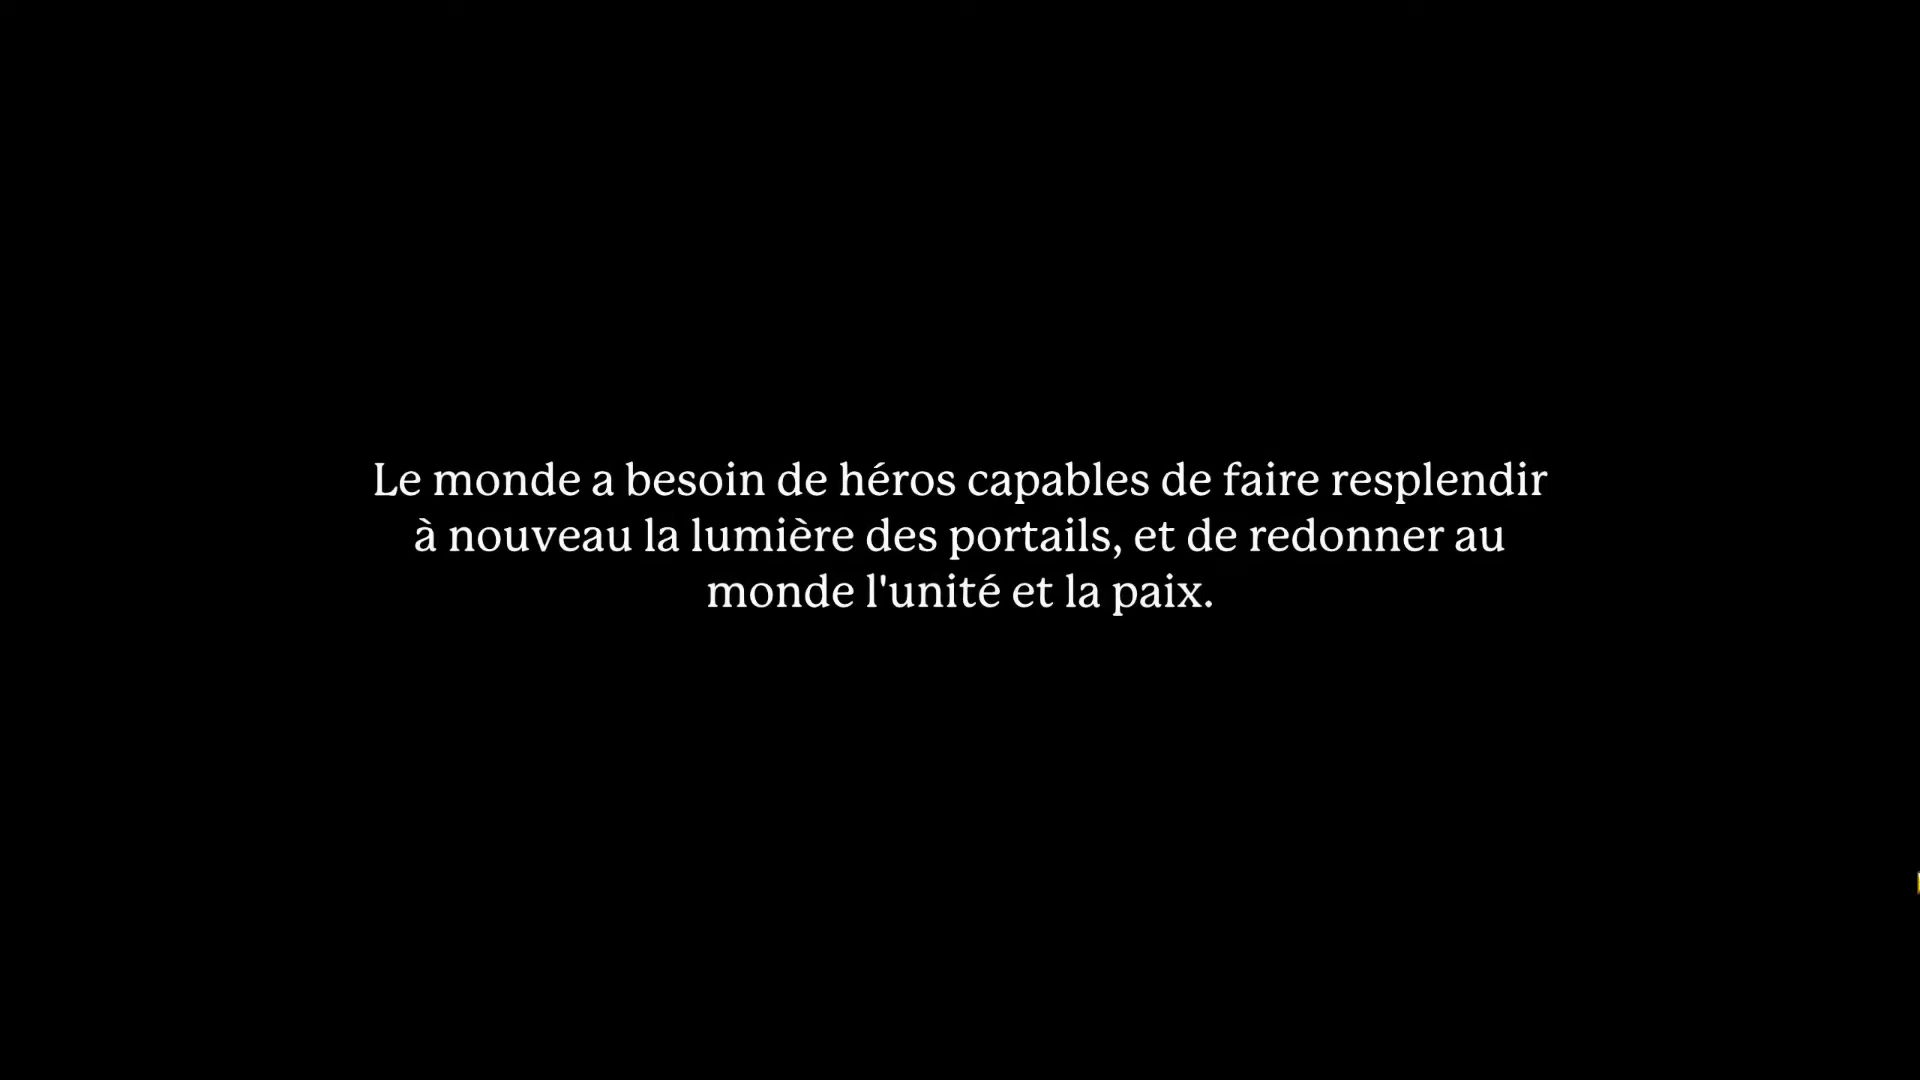 Le monde a besoin de héros capables de faire resplendir
à nouveau la lumière des portails, et de redonner au
monde l'unité et la paix.